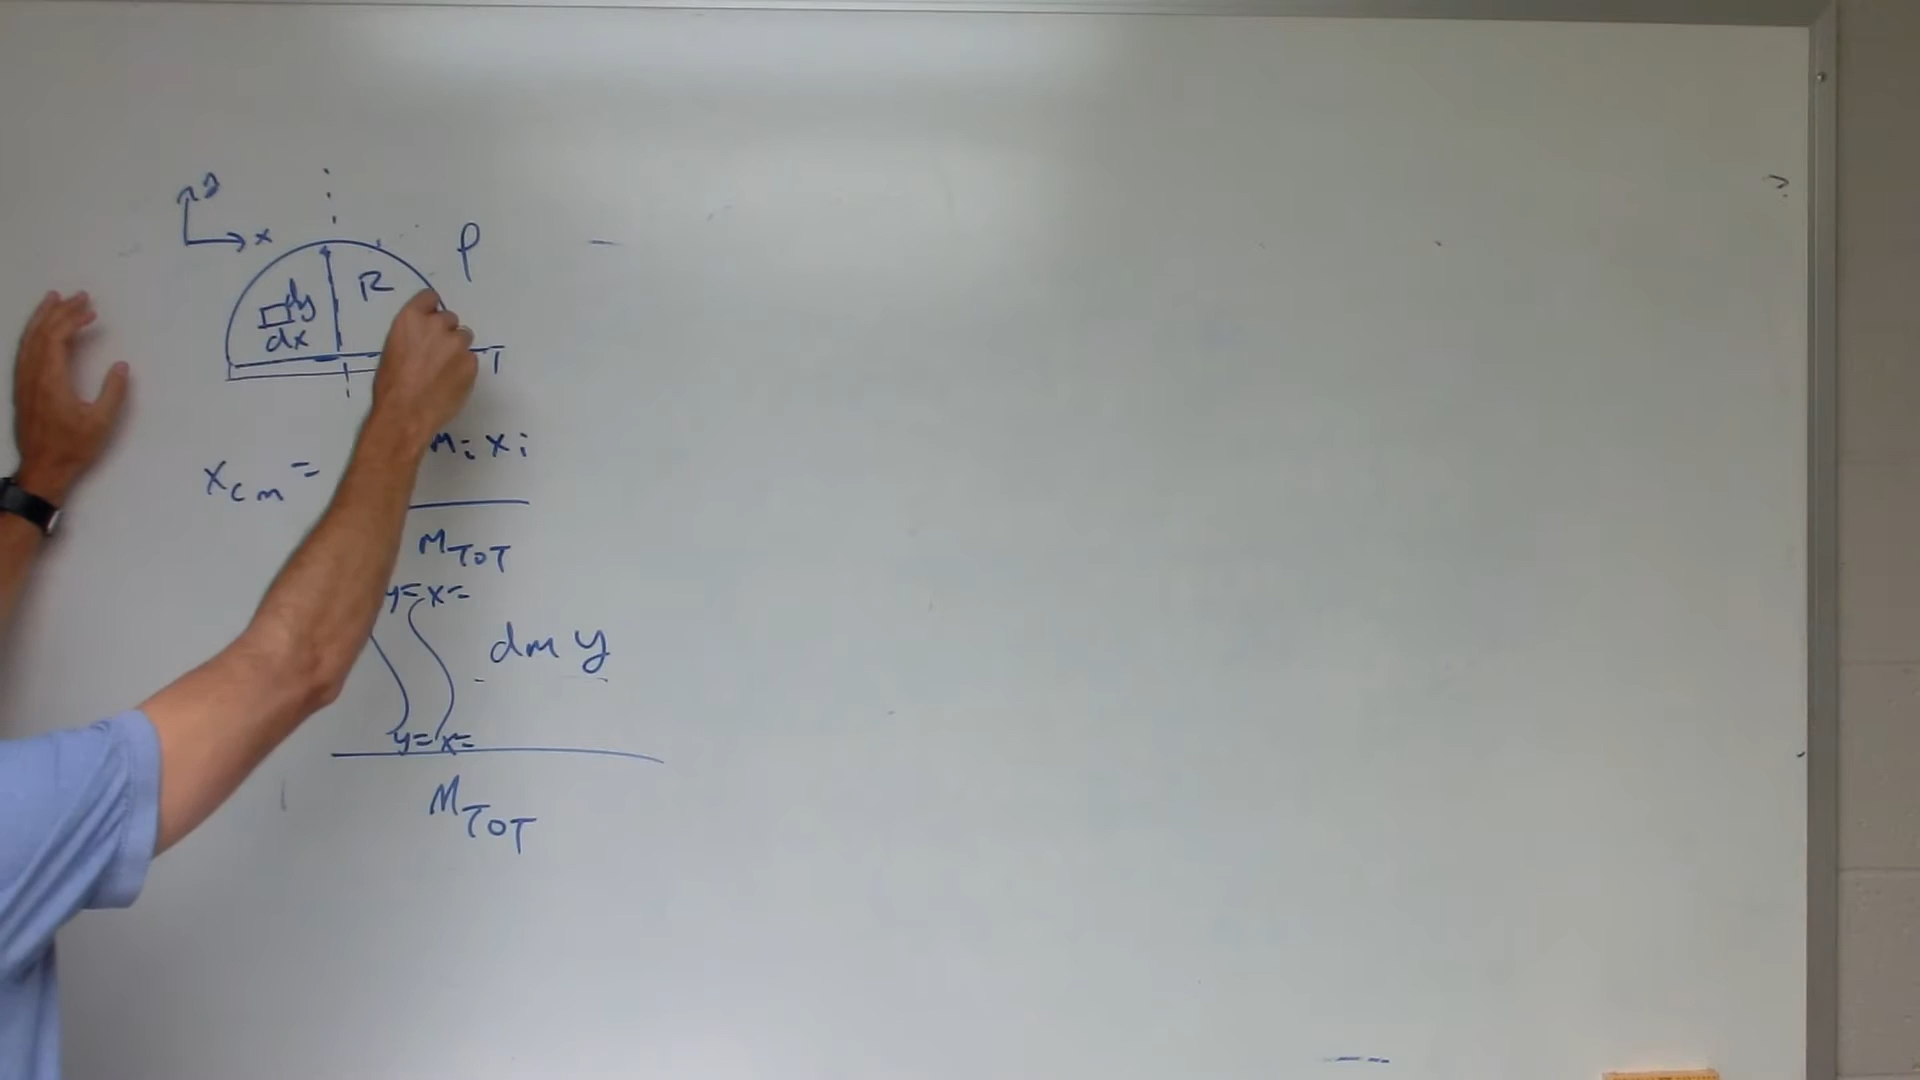 y
x
ρ
R
dy
dx
T
x_cm = m_i x_i
M_TOT
y= x=
dm y
y= x=
M_TOT